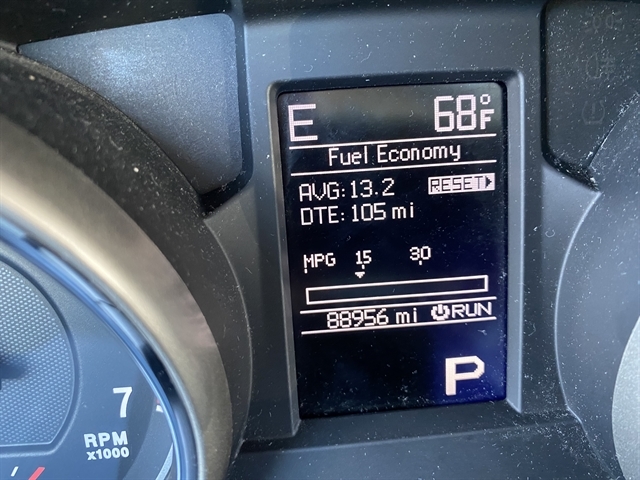 E 68°F
Fuel Economy
AVG: 13.2 RESET
DTE: 105 mi
MPG 15 30
88956 mi RUN
P
7
RPM
x1000